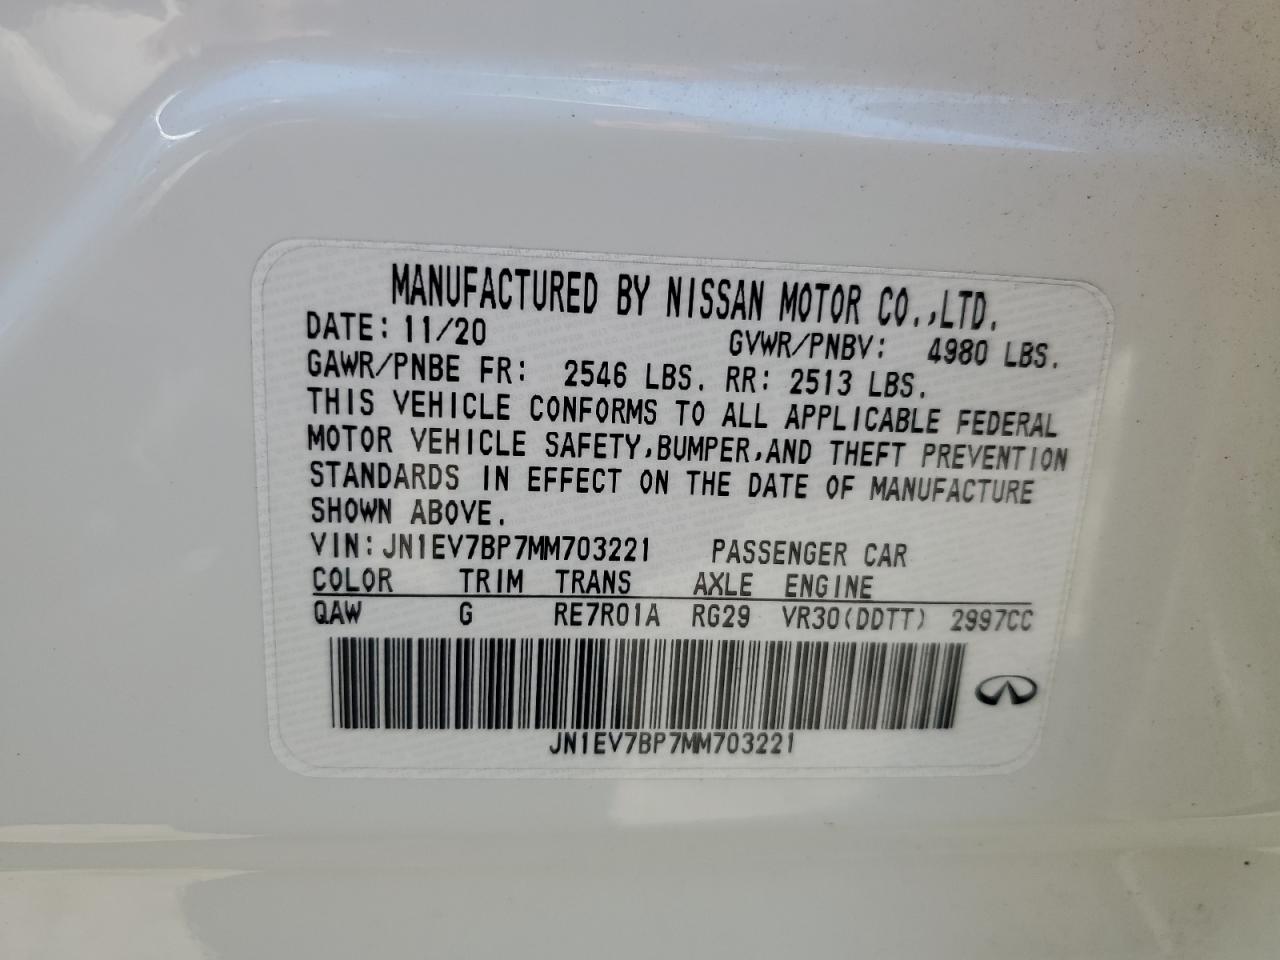 MANUFACTURED BY NISSAN MOTOR CO.,LTD.
DATE: 11/20 GVWR/PNBV: 4980 LBS.
GAWR/PNBE FR: 2546 LBS. RR: 2513 LBS.
THIS VEHICLE CONFORMS TO ALL APPLICABLE FEDERAL
MOTOR VEHICLE SAFETY,BUMPER,AND THEFT PREVENTION
STANDARDS IN EFFECT ON THE DATE OF MANUFACTURE
SHOWN ABOVE.
VIN:JN1EV7BP7MM703221 PASSENGER CAR
COLOR TRIM TRANS AXLE ENGINE
QAW G RE7R01A RG29 VR30(DDTT) 2997CC
JN1EV7BP7MM703221